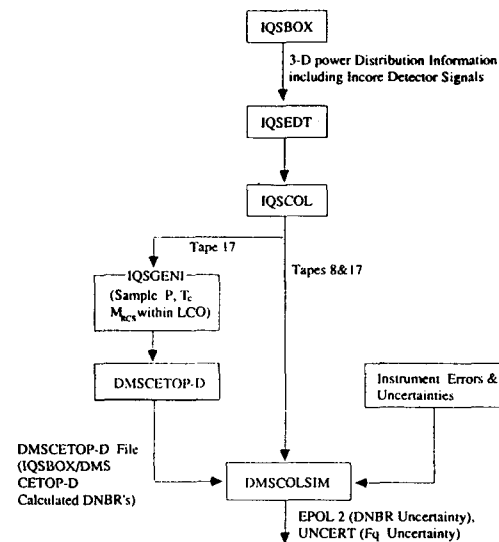 IQSBOX
3-D power Distribution Information
including Incore Detector Signals
IQSEDT
IQSCOL
Tape 17
Tapes 8&17
IQSGENI
(Sample P, Tc
MRCS within LCO)
DMSCETOP-D
Instrument Errors &
Uncertainties
DMSCETOP-D File
(IQSBOX/DMS
CETOP-D
Calculated DNBR's)
DMSCOLSIM
EPOL 2 (DNBR Uncertainty),
UNCERT (Fq Uncertainty)